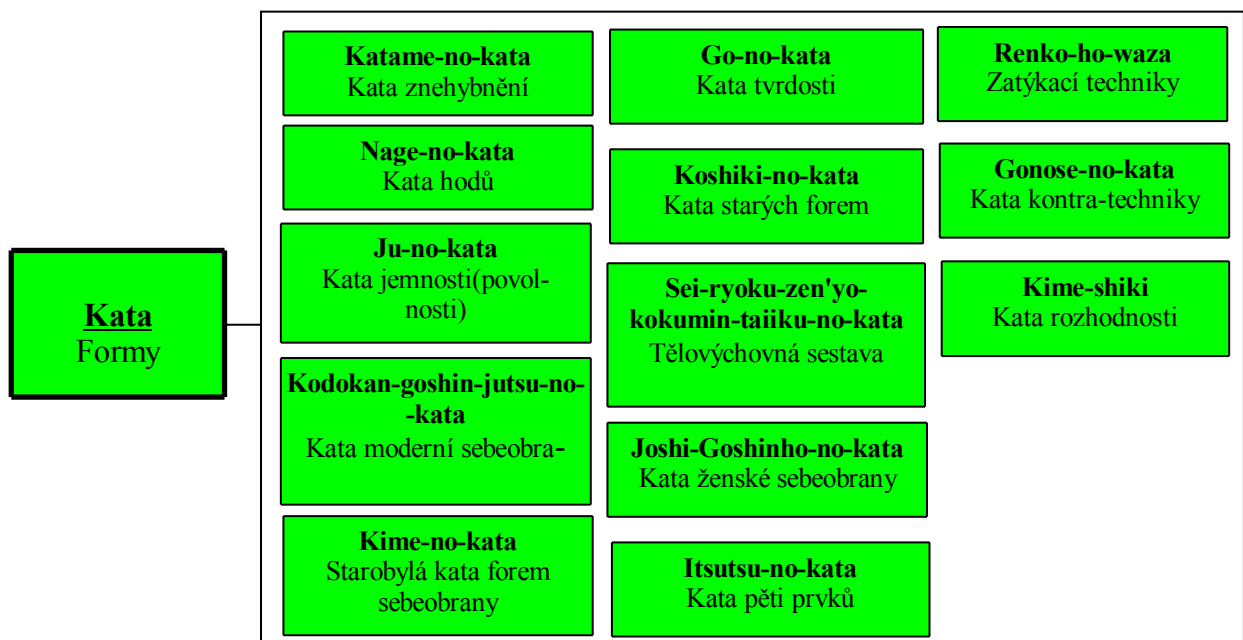 Kata
Formy
Katame-no-kata
Kata znehybnění
Nage-no-kata
Kata hodů
Ju-no-kata
Kata jemnosti(povol-
nosti)
Kodokan-goshin-jutsu-no-
-kata
Kata moderní sebeobra-
Kime-no-kata
Starobylá kata forem
sebeobrany
Go-no-kata
Kata tvrdosti
Koshiki-no-kata
Kata starých forem
Sei-ryoku-zen'yo-
kokumin-taiiku-no-kata
Tělovýchovná sestava
Joshi-Goshinho-no-kata
Kata ženské sebeobrany
Itsutsu-no-kata
Kata pěti prvků
Renko-ho-waza
Zatýkací techniky
Gonose-no-kata
Kata kontra-techniky
Kime-shiki
Kata rozhodnosti